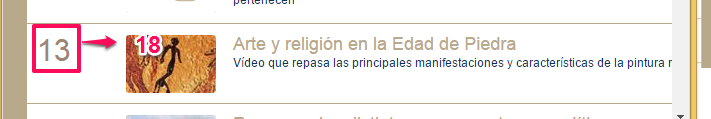 pertenecen
13
18
Arte y religión en la Edad de Piedra
Vídeo que repasa las principales manifestaciones y características de la pintura r